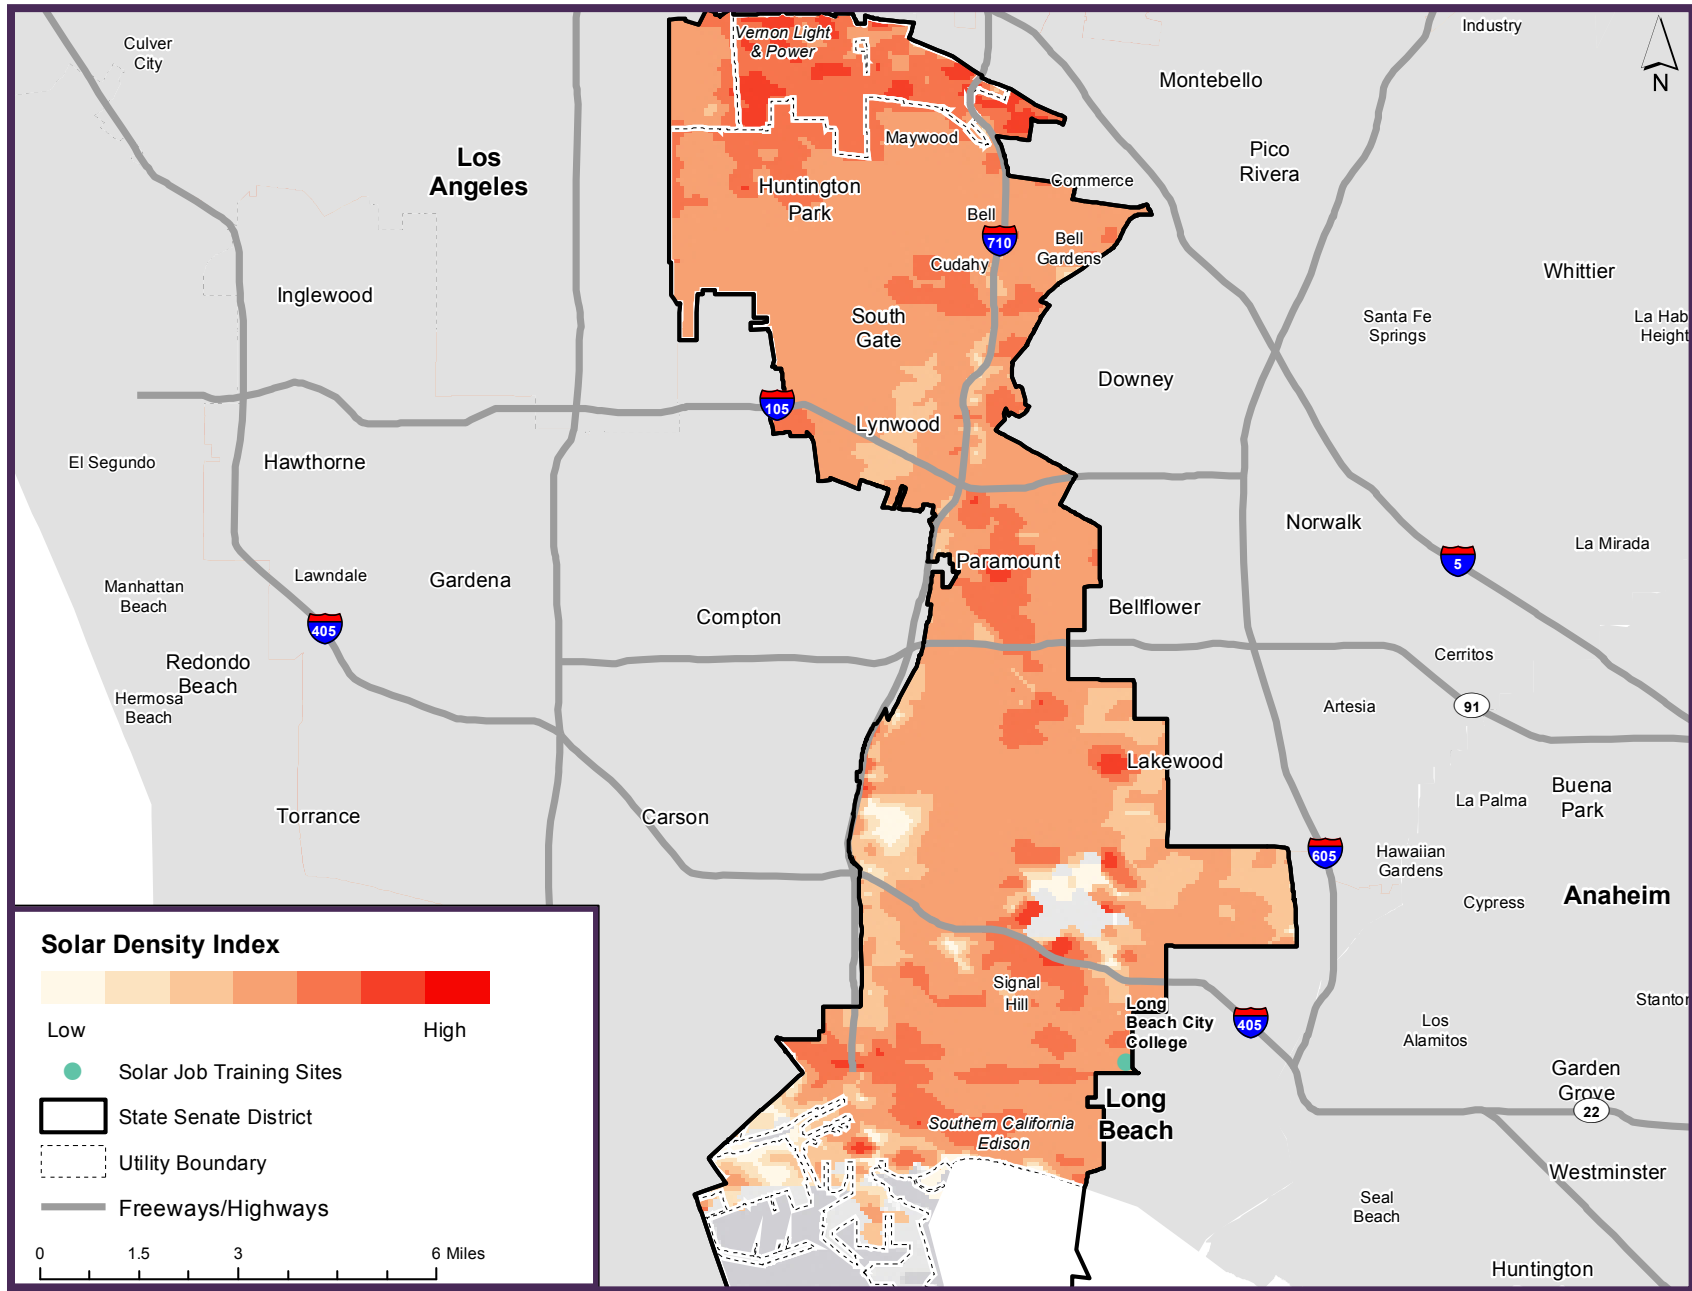 Culver
City
Vernon Light
& Power
Industry
Montebello
N
Los
Angeles
Maywood
Pico
Rivera
Commerce
Huntington
Park
Bell
710
Bell
Gardens
Cudahy
Whittier
Inglewood
South
Gate
Santa Fe
Springs
La Hab
Height
Downey
105
Lynwood
El Segundo
Hawthorne
Norwalk
La Mirada
Paramount
5
Manhattan
Beach
Lawndale
Gardena
Compton
Bellflower
405
Redondo
Beach
Hermosa
Beach
Cerritos
Artesia
91
Lakewood
Torrance
Carson
La Palma
Buena
Park
605
Hawaiian
Gardens
Cypress
Anaheim
Signal
Hill
Long
Beach City
College
405
Los
Alamitos
Stanton
Garden
Grove
22
Long
Beach
Southern California
Edison
Westminster
Seal
Beach
Huntington
Solar Density Index
Low
High
Solar Job Training Sites
State Senate District
Utility Boundary
Freeways/Highways
0 1.5 3 6 Miles